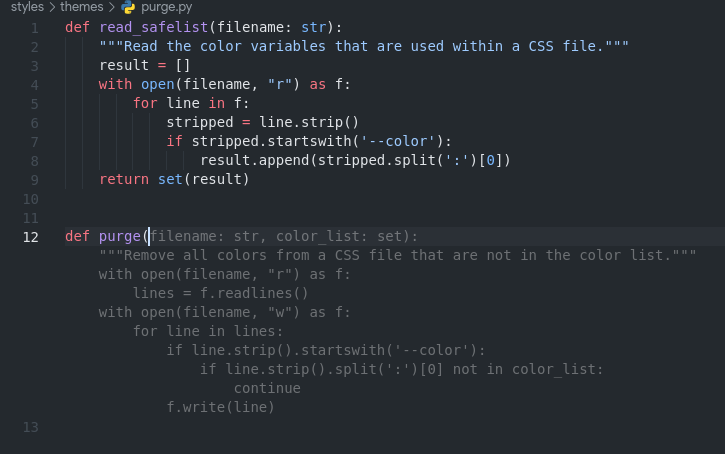 styles > themes > purge.py
1 def read_safelist(filename: str):
2     """Read the color variables that are used within a CSS file."""
3     result = []
4     with open(filename, "r") as f:
5         for line in f:
6             stripped = line.strip()
7             if stripped.startswith('--color'):
8                 result.append(stripped.split(':')[0])
9     return set(result)
10
11
12 def purge(filename: str, color_list: set):
    """Remove all colors from a CSS file that are not in the color list."""
    with open(filename, "r") as f:
        lines = f.readlines()
    with open(filename, "w") as f:
        for line in lines:
            if line.strip().startswith('--color'):
                if line.strip().split(':')[0] not in color_list:
                    continue
            f.write(line)
13